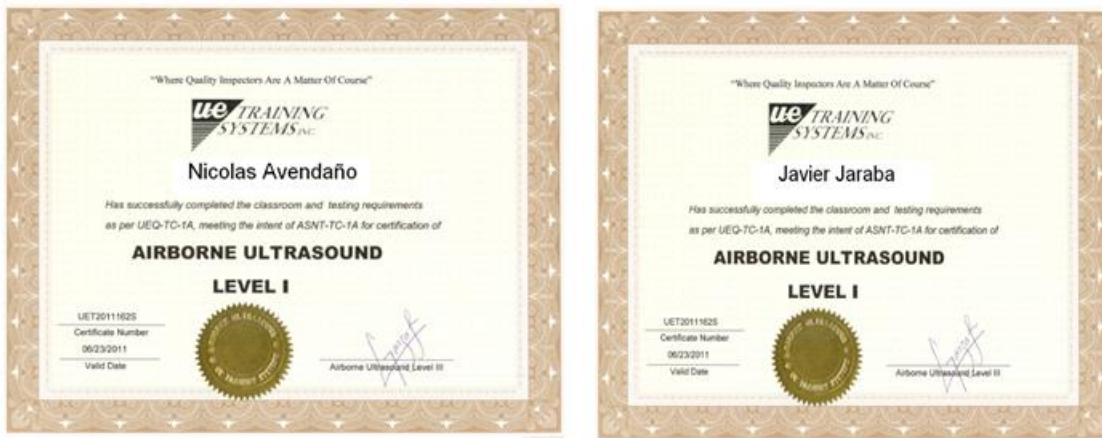 "Where Quality Inspectors Are A Matter Of Course"
ue TRAINING
SYSTEMS INC.
Nicolas Avendaño
Has successfully completed the classroom and testing requirements
as per UEQ-TC-1A, meeting the intent of ASNT-TC-1A for certification of
AIRBORNE ULTRASOUND
LEVEL I
UET2011162S
Certificate Number
06/23/2011
Valid Date
Airborne Ultrasound Level III
"Where Quality Inspectors Are A Matter Of Course"
ue TRAINING
SYSTEMS INC.
Javier Jaraba
Has successfully completed the classroom and testing requirements
as per UEQ-TC-1A, meeting the intent of ASNT-TC-1A for certification of
AIRBORNE ULTRASOUND
LEVEL I
UET2011162S
Certificate Number
06/23/2011
Valid Date
Airborne Ultrasound Level III